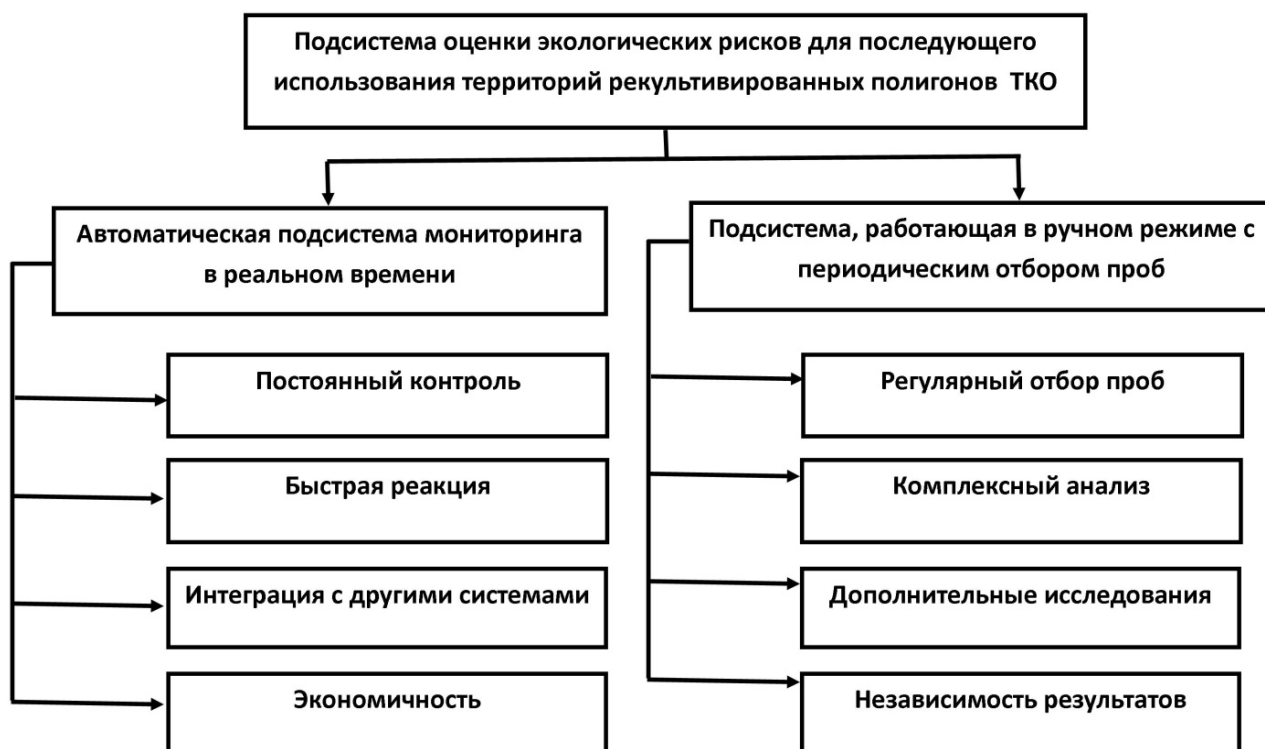 Подсистема оценки экологических рисков для последующего
использования территорий рекультивированных полигонов ТКО
Автоматическая подсистема мониторинга
в реальном времени
Подсистема, работающая в ручном режиме с
периодическим отбором проб
Постоянный контроль
Регулярный отбор проб
Быстрая реакция
Комплексный анализ
Интеграция с другими системами
Дополнительные исследования
Экономичность
Независимость результатов